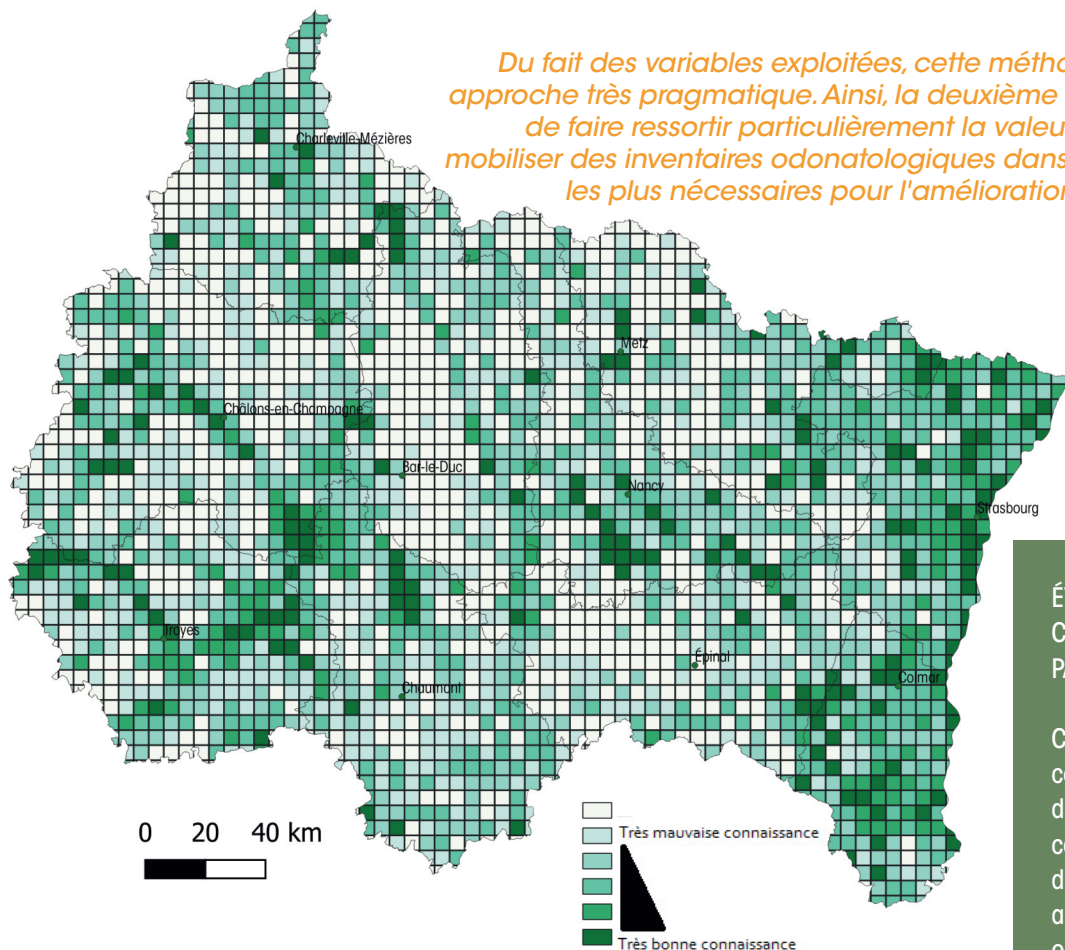 Du fait des variables exploitées, cette métho
approche très pragmatique. Ainsi, la deuxième
de faire ressortir particulièrement la valeu
mobiliser des inventaires odonatologiques dans
les plus nécessaires pour l'amélioration
Charleville-Mézières
Metz
Châlons-en-Champagne
Bar-le-Duc
Nancy
Strasbourg
Troyes
Épinal
Chaumont
Colmar
0 20 40 km
Très mauvaise connaissance
Très bonne connaissance
C
PA
C
d
d
a